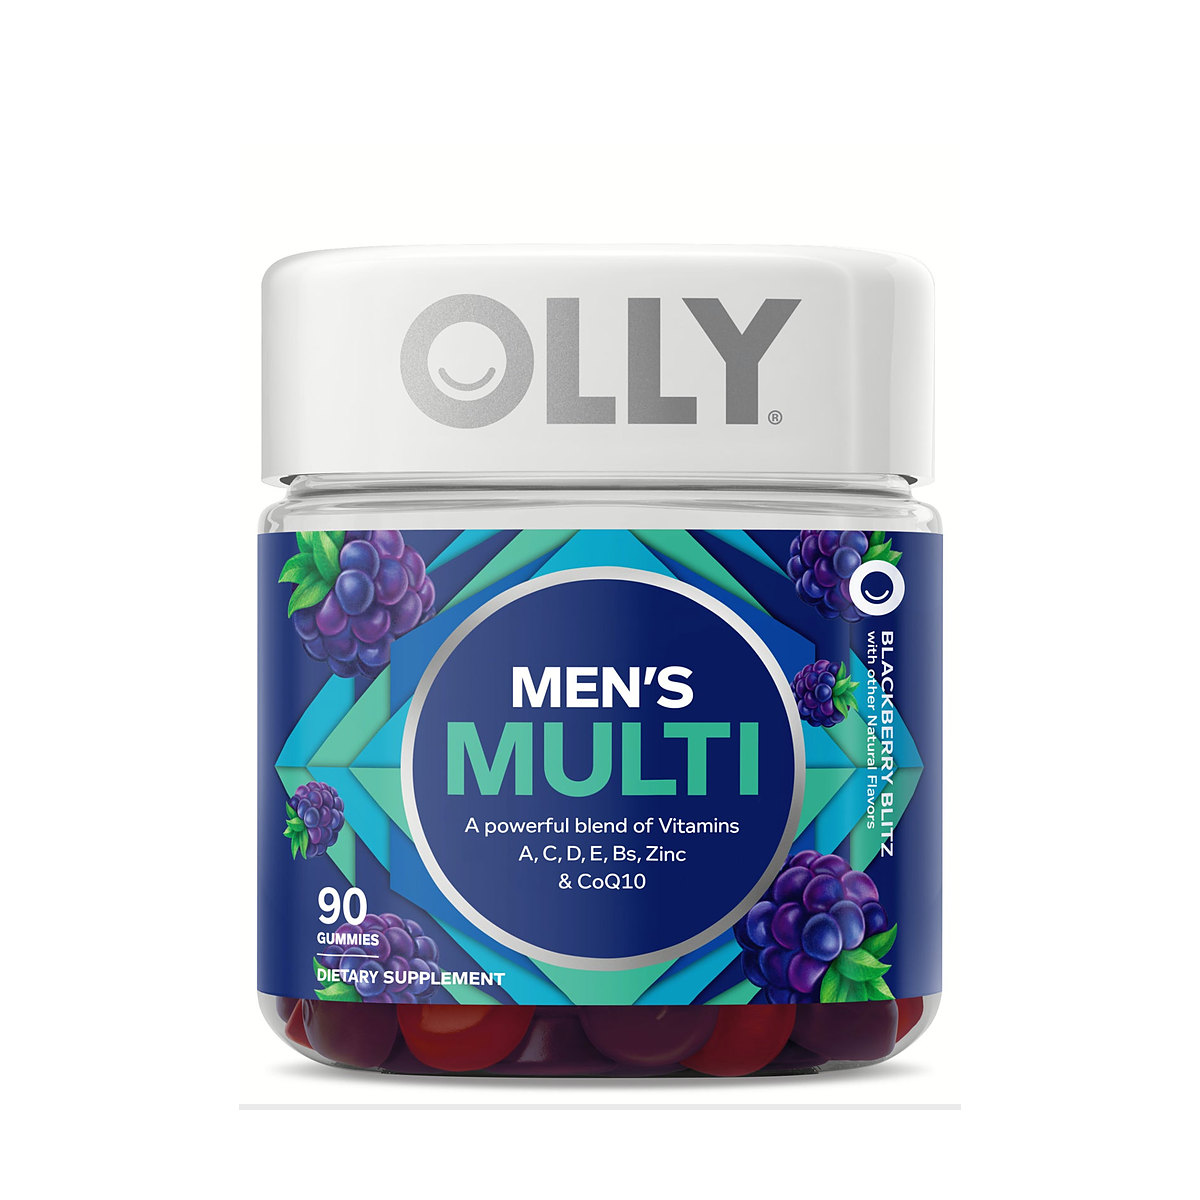 OLLY®
MEN'S
MULTI
A powerful blend of Vitamins
A, C, D, E, Bs, Zinc
& CoQ10
90
GUMMIES
DIETARY SUPPLEMENT
BLACKBERRY BLITZ
with other Natural Flavors